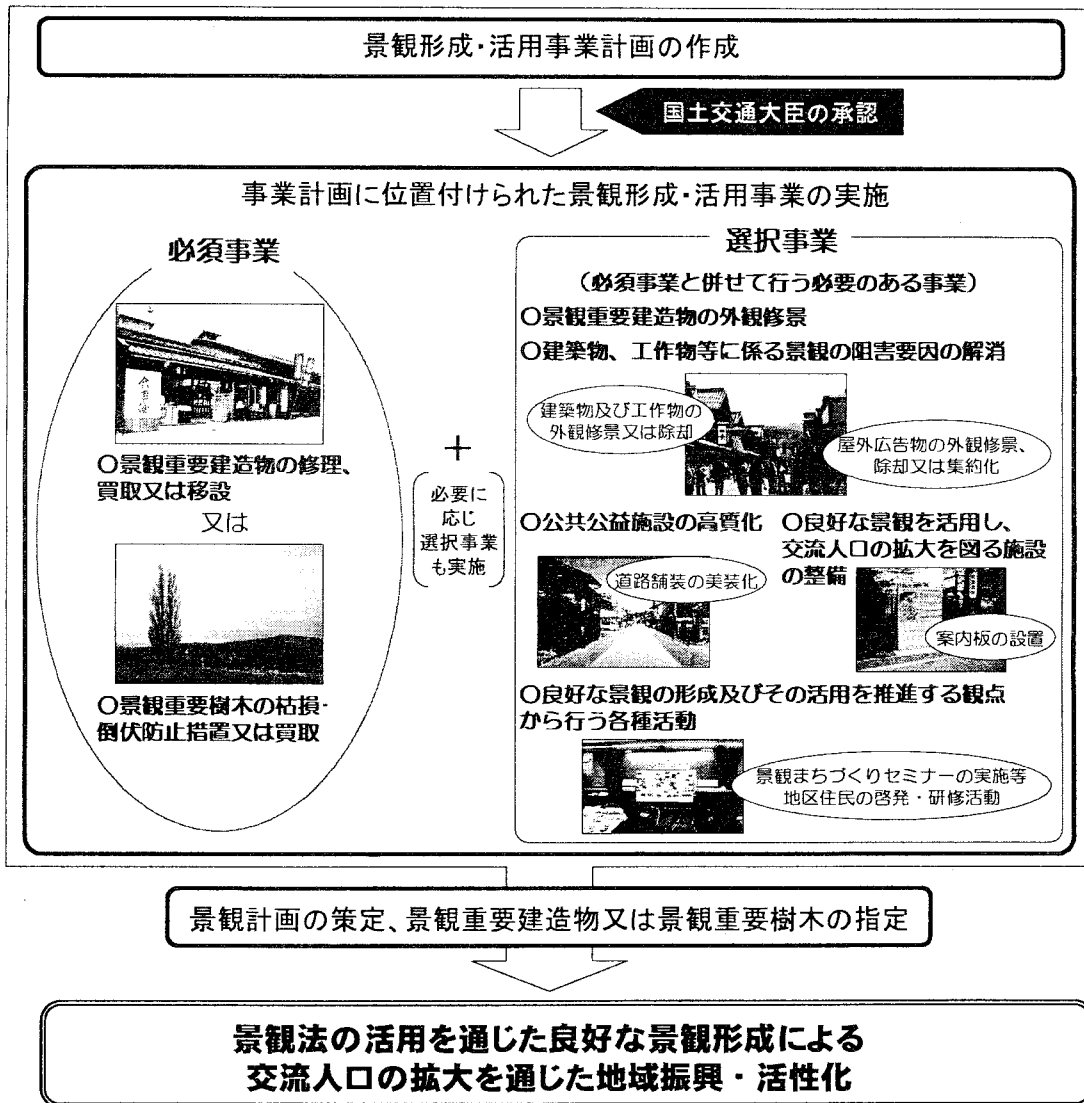 景観形成・活用事業計画の作成
国土交通大臣の承認
事業計画に位置付けられた景観形成・活用事業の実施
必須事業
〇景観重要建造物の修理、
買取又は移設
又は
〇景観重要樹木の枯損・
倒伏防止措置又は買取
+
必要に
応じ
選択事業
も実施
選択事業
（必須事業と併せて行う必要のある事業）
〇景観重要建造物の外観修景
〇建築物、工作物等に係る景観の阻害要因の解消
建築物及び工作物の
外観修景又は除却
屋外広告物の外観修景、
除却又は集約化
〇公共公益施設の高質化
道路舗装の美装化
〇良好な景観を活用し、
交流人口の拡大を図る施設
の整備
案内板の設置
〇良好な景観の形成及びその活用を推進する観点
から行う各種活動
景観まちづくりセミナーの実施等
地区住民の啓発・研修活動
景観計画の策定、景観重要建造物又は景観重要樹木の指定
景観法の活用を通じた良好な景観形成による
交流人口の拡大を通じた地域振興・活性化